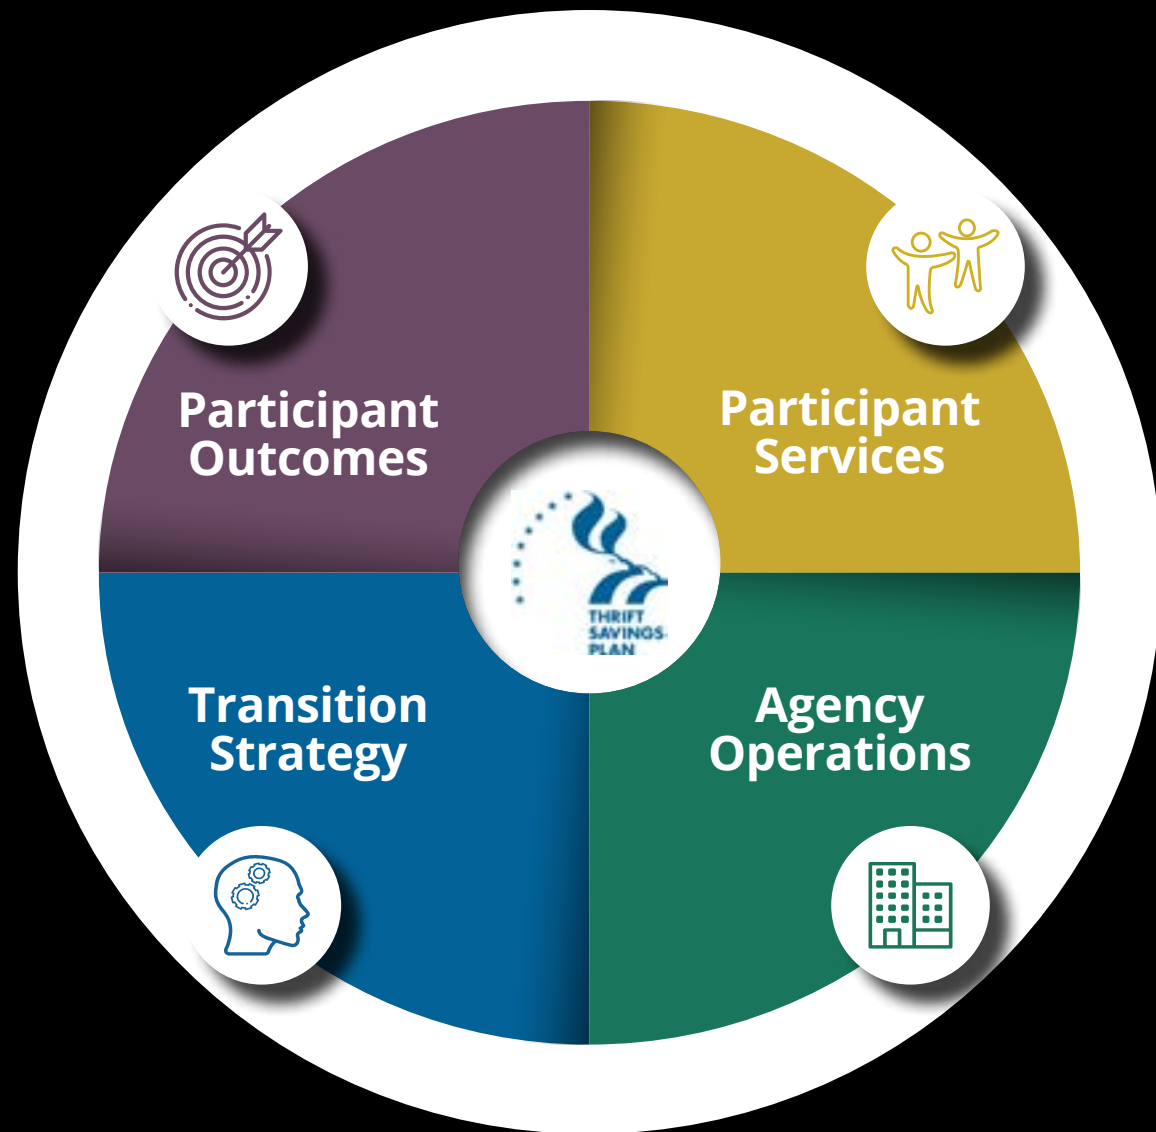 Participant
Outcomes
Participant
Services
THRIFT
SAVINGS
PLAN
Transition
Strategy
Agency
Operations